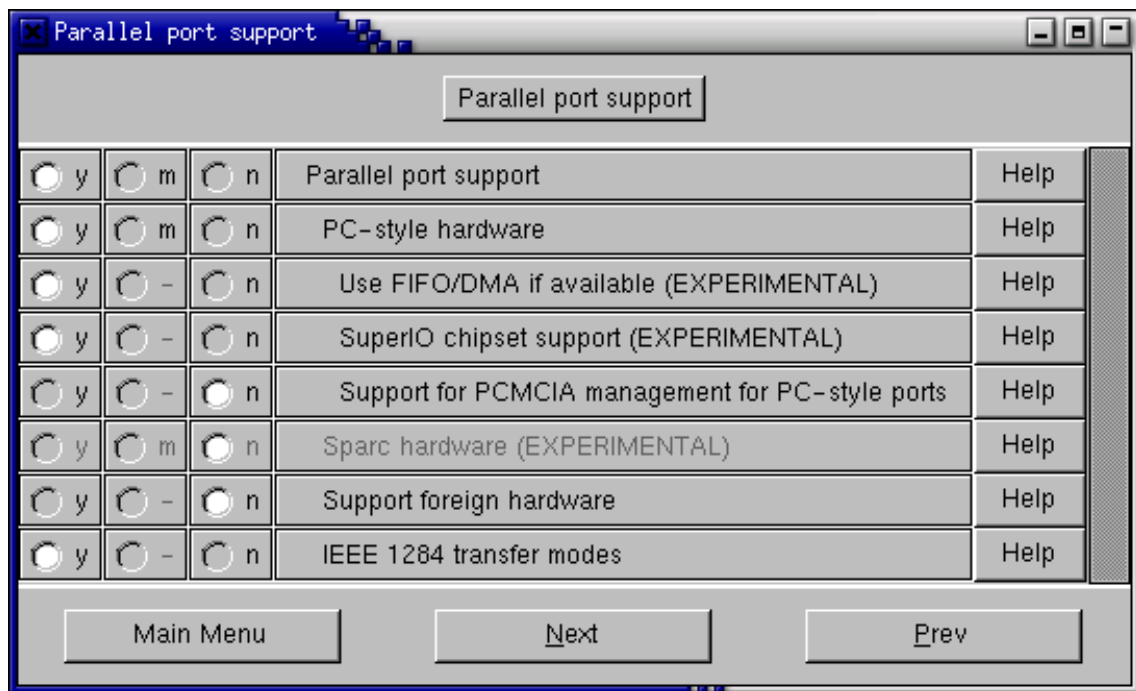 Parallel port support
Parallel port support
y m n Parallel port support Help
y m n PC-style hardware Help
y - n Use FIFO/DMA if available (EXPERIMENTAL) Help
y - n SuperIO chipset support (EXPERIMENTAL) Help
y - n Support for PCMCIA management for PC-style ports Help
y m n Sparc hardware (EXPERIMENTAL) Help
y - n Support foreign hardware Help
y - n IEEE 1284 transfer modes Help
Main Menu Next Prev